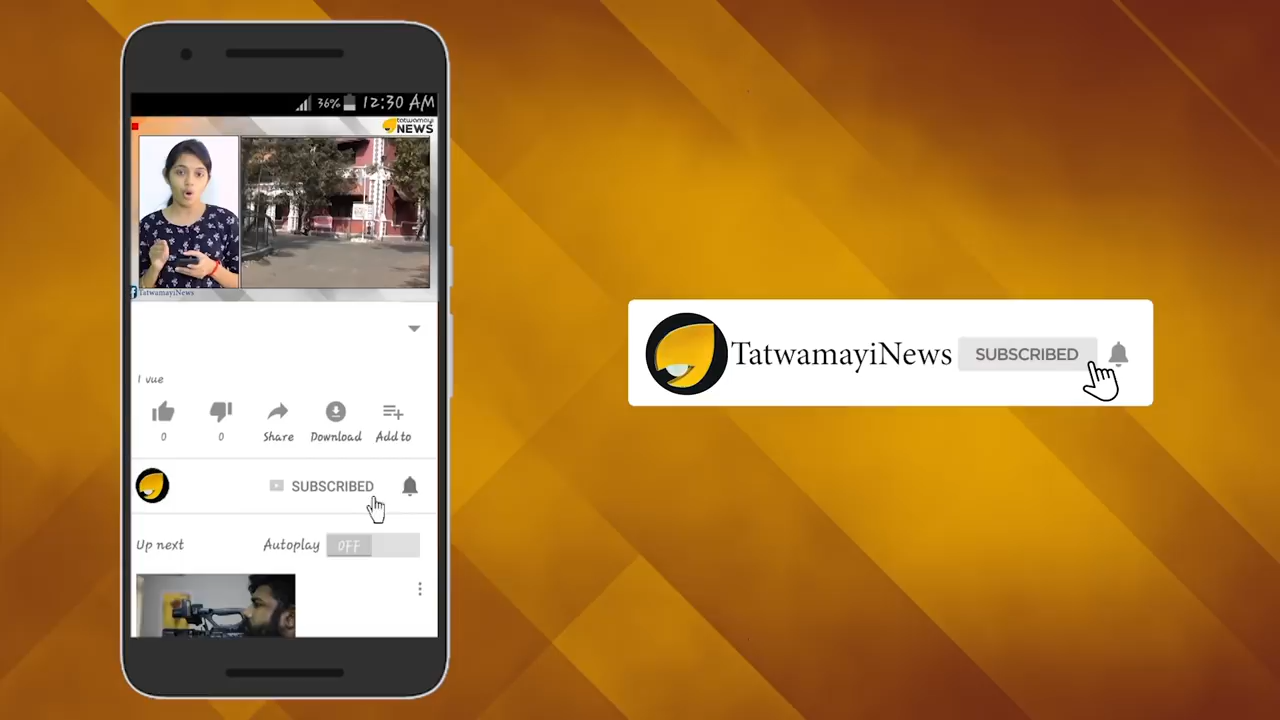 36% 12:30 AM
tatwamayi
NEWS
TatwamayiNews
1 vue
0 0 Share Download Add to
SUBSCRIBED
Up next Autoplay OFF
TatwamayiNews SUBSCRIBED